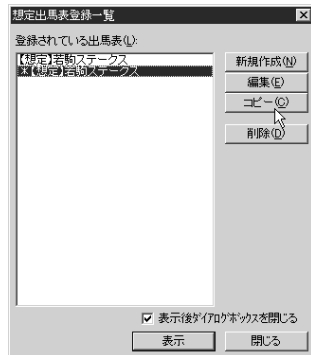 想定出馬表登録一覧
登録されている出馬表(L):
【想定】若駒ステークス
*【想定】若駒ステークス
新規作成(N)
編集(E)
コピー(C)
削除(D)
表示後ダイアログボックスを閉じる
表示
閉じる